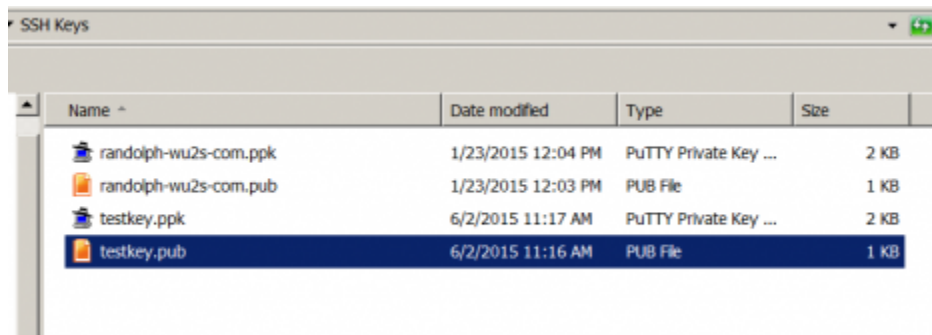 SSH Keys
Name Date modified Type Size
randolph-wu2s-com.ppk 1/23/2015 12:04 PM PuTTY Private Key ... 2 KB
randolph-wu2s-com.pub 1/23/2015 12:03 PM PUB File 1 KB
testkey.ppk 6/2/2015 11:17 AM PuTTY Private Key ... 2 KB
testkey.pub 6/2/2015 11:16 AM PUB File 1 KB